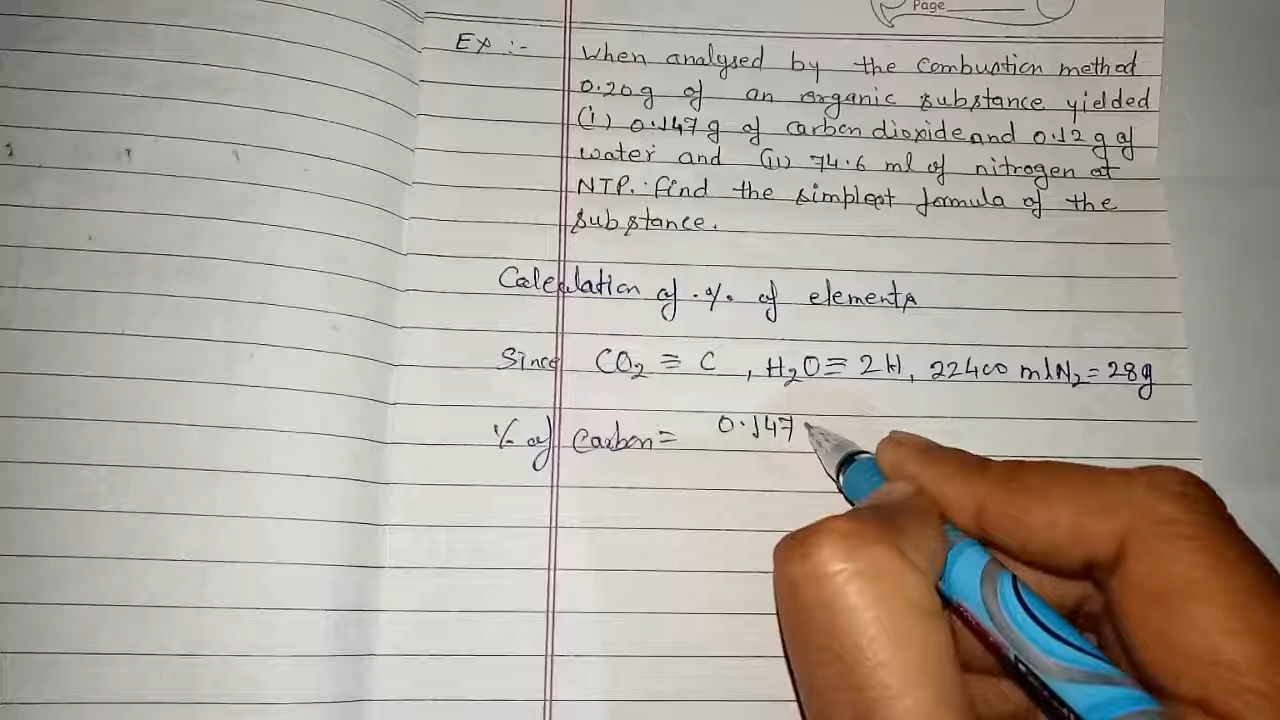 Page
Ex :- When analysed by the Combustion method
0.20g of an organic substance yielded
(i) 0.147g of carbon dioxide and 0.12 g of
water and (ii) 74.6 ml of nitrogen at
NTP. find the simplest formula of the
substance.
Calculation of % of elements
Since CO₂ ≡ C , H₂O ≡ 2H, 22400 ml N₂ = 28g
% of Carbon = 0.147